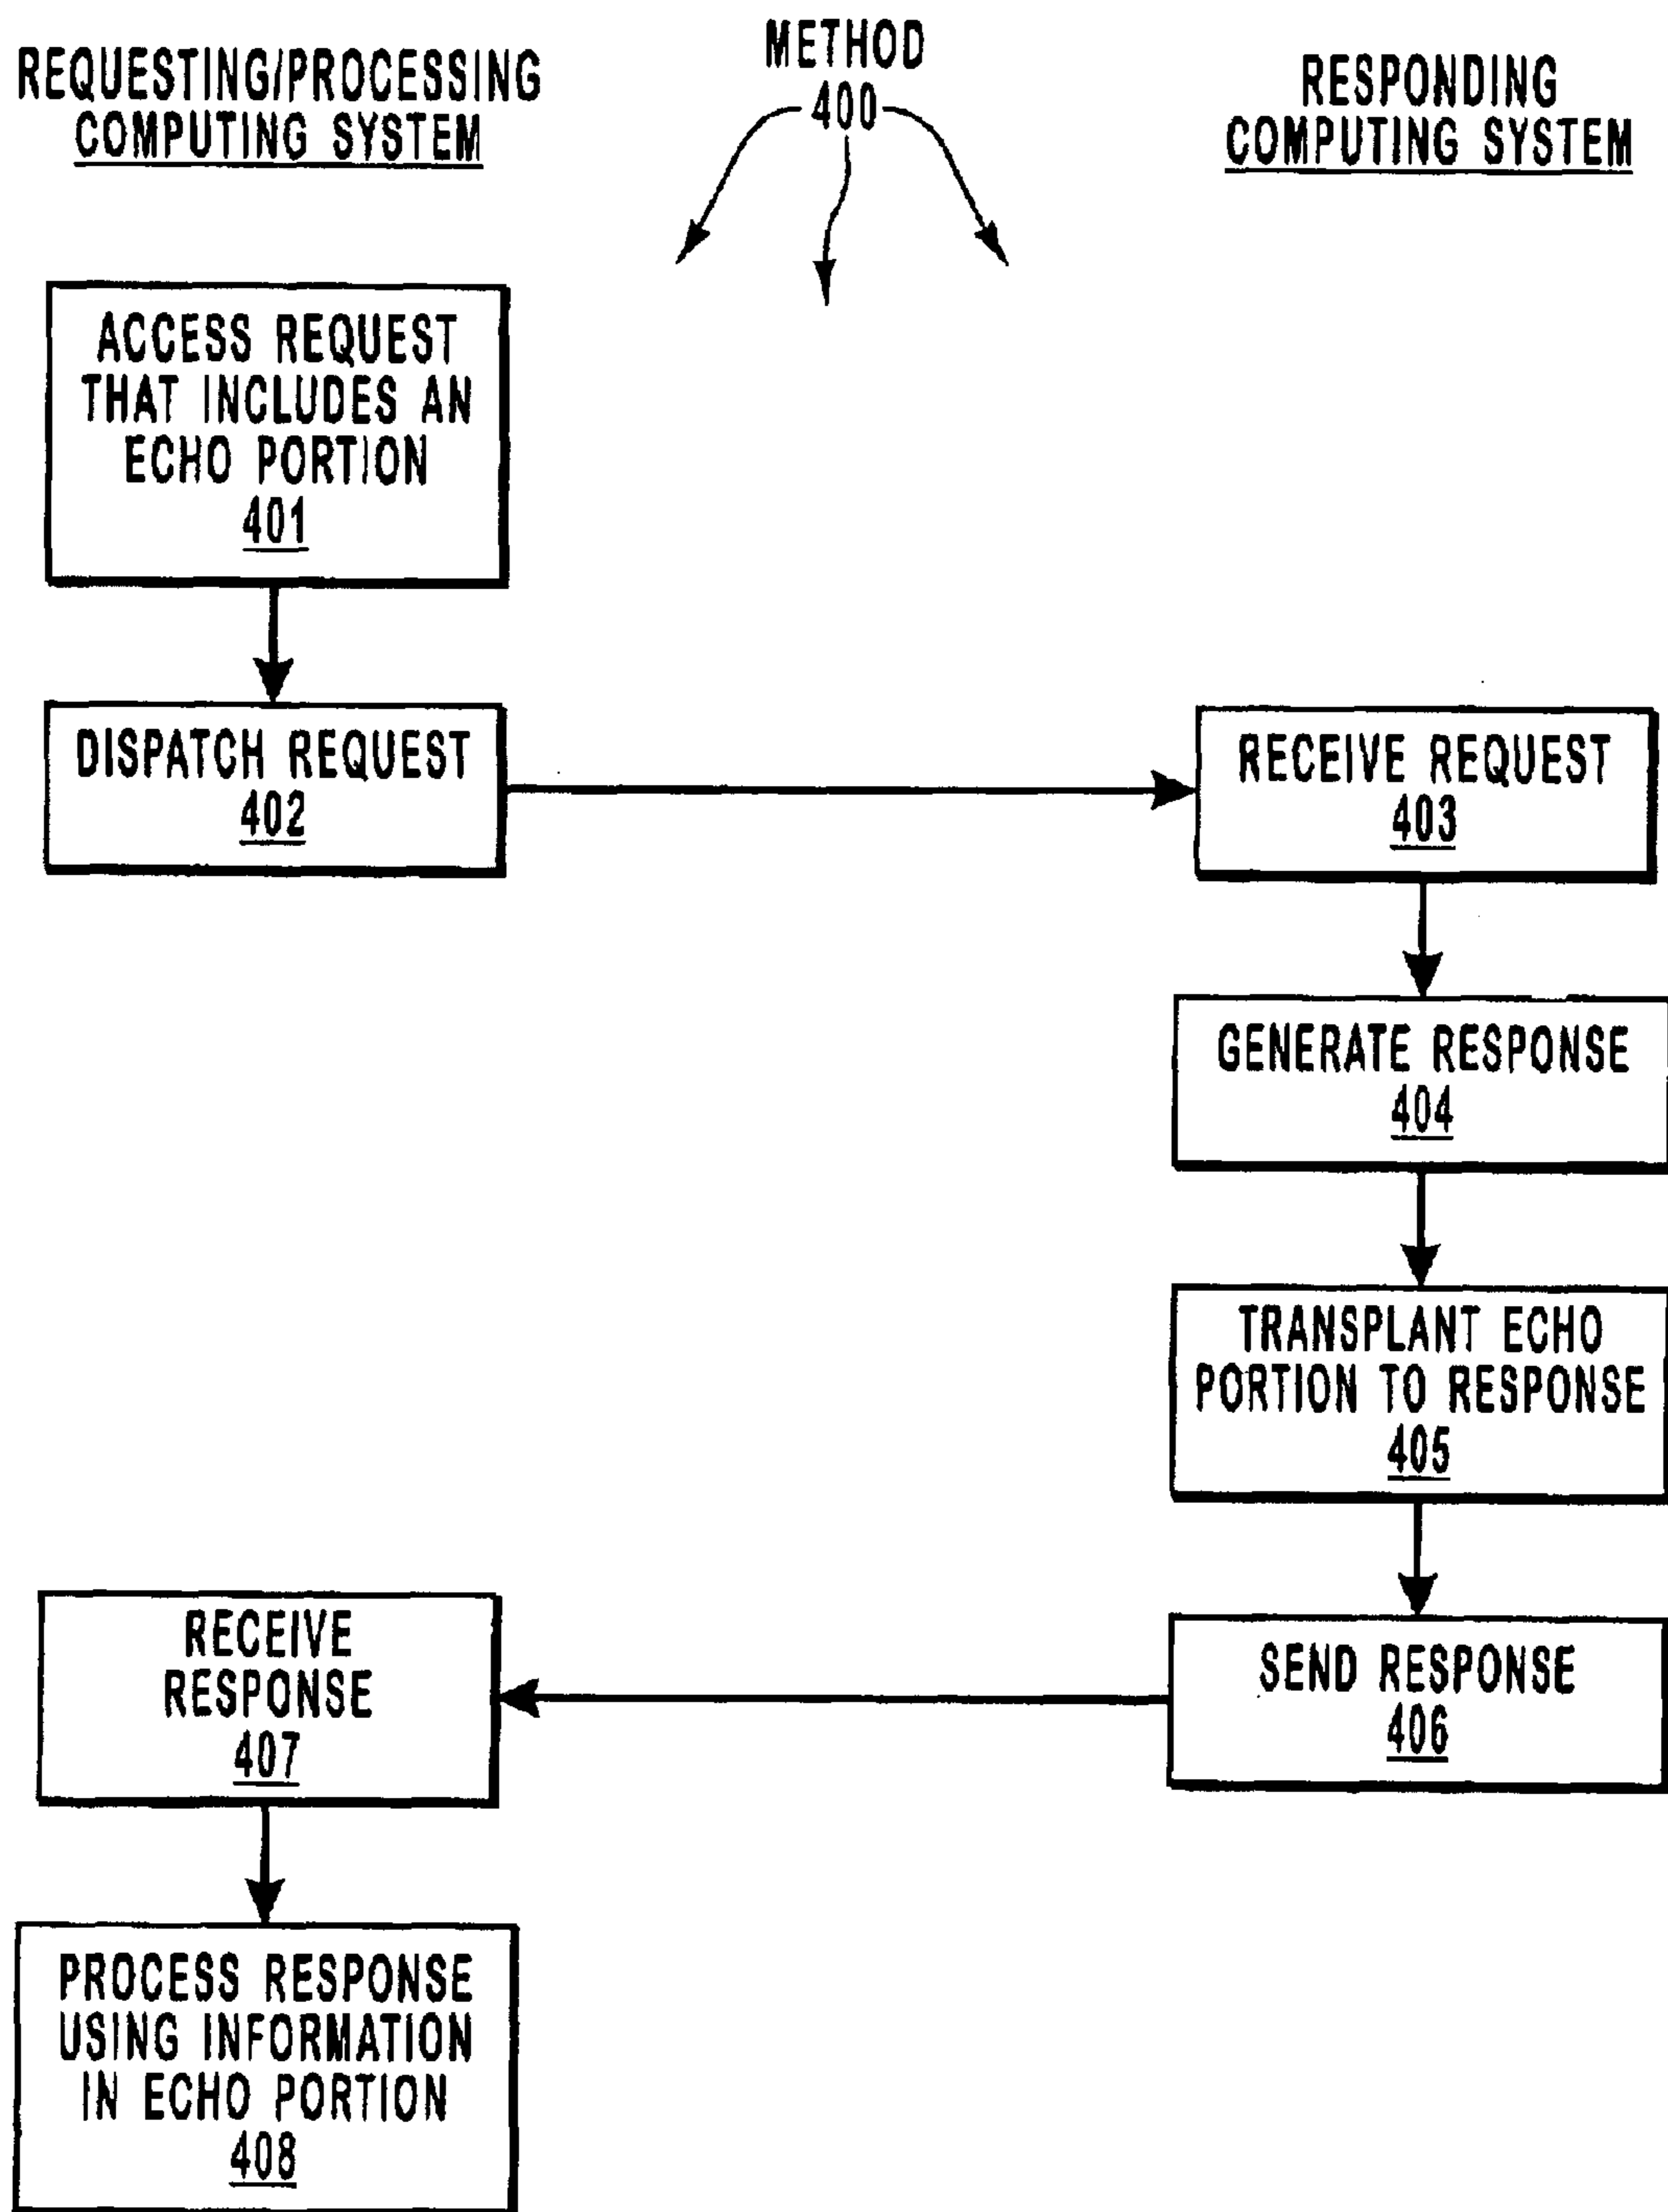 METHOD
400
REQUESTING/PROCESSING
COMPUTING SYSTEM
RESPONDING
COMPUTING SYSTEM
ACCESS REQUEST
THAT INCLUDES AN
ECHO PORTION
401
DISPATCH REQUEST
402
RECEIVE REQUEST
403
GENERATE RESPONSE
404
TRANSPLANT ECHO
PORTION TO RESPONSE
405
SEND RESPONSE
406
RECEIVE
RESPONSE
407
PROCESS RESPONSE
USING INFORMATION
IN ECHO PORTION
408